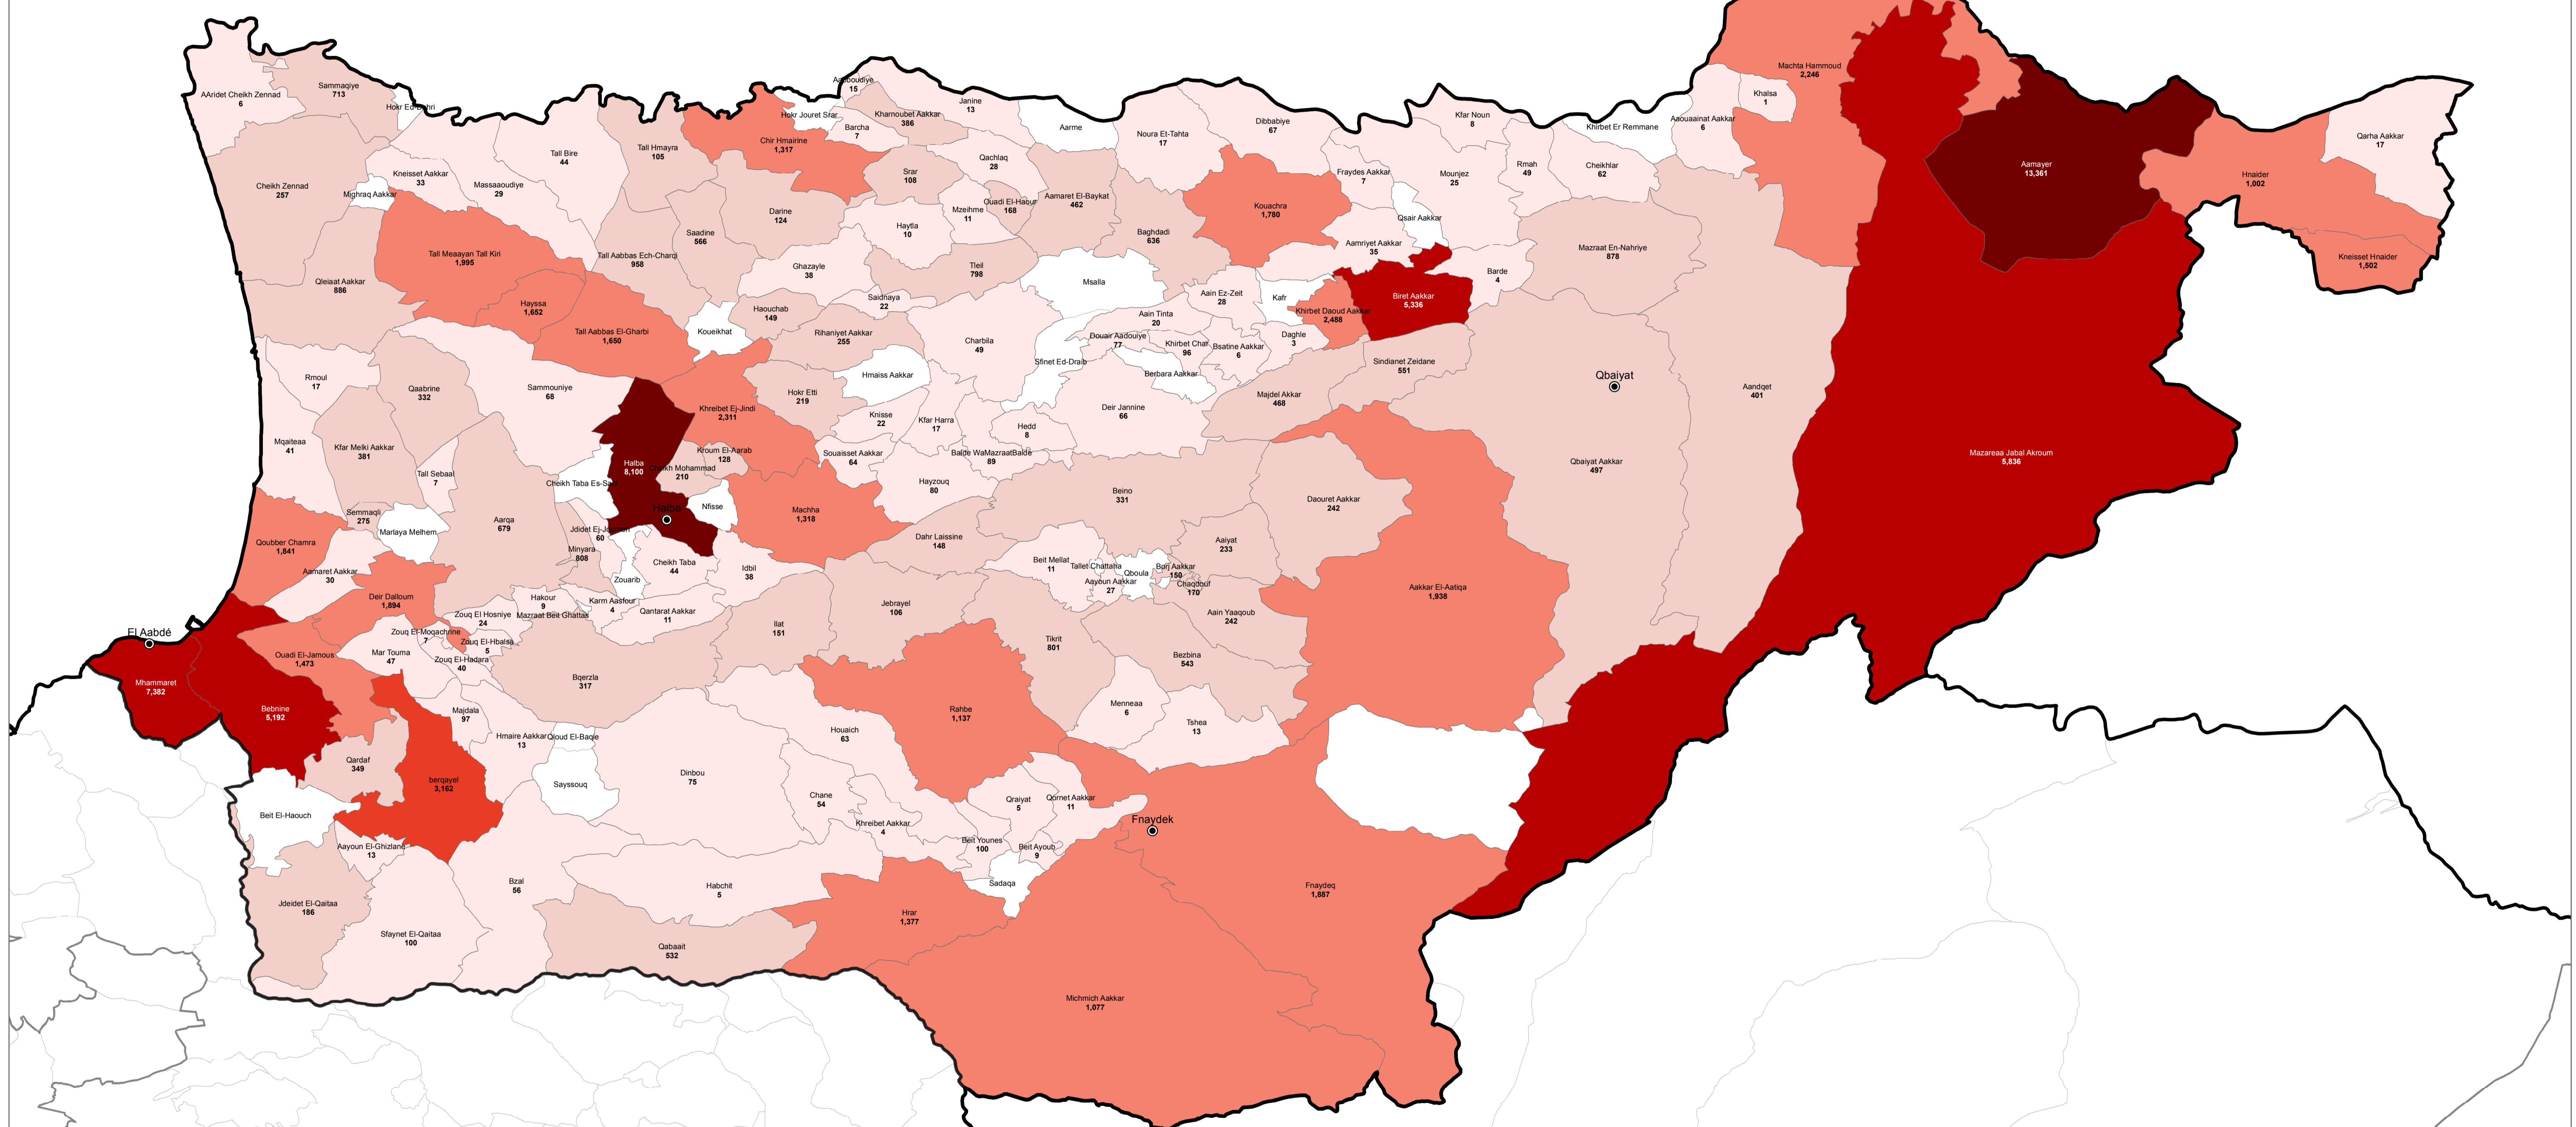 AAridet Cheikh Zennad
6
Sammaqiye
713
Hokr Ed-Dahri
Cheikh Zennad
257
Mighraq Aakkar
Kneisset Aakkar
33
Massaaoudiye
29
Tall Bire
44
Tall Hmayra
105
Chir Hmairine
1,317
Hokr Jouret Srar
Aaboudiye
15
Barcha
7
Kharnoubet Aakkar
386
Janine
13
Aarme
Noura Et-Tahta
17
Dibbabiye
67
Kfar Noun
8
Khirbet Er Remmane
Aaouaainat Aakkar
6
Khalsa
1
Machta Hammoud
2,246
Aamayer
13,361
Hnaider
1,002
Qarha Aakkar
17
Kneisset Hnaider
1,502
Srar
108
Qachlaq
28
Mzeihme
11
Ouadi El-Haour
168
Aamaret El-Baykat
462
Haytla
10
Darine
124
Saadine
566
Tall Aabbas Ech-Charqi
958
Ghazayle
38
Tleil
798
Baghdadi
636
Kouachra
1,780
Fraydes Aakkar
7
Mounjez
25
Rmah
49
Cheikhlar
62
Qsair Aakkar
Aamriyet Aakkar
35
Barde
4
Mazraat En-Nahriye
878
Qleiaat Aakkar
886
Tall Meaayan Tall Kiri
1,995
Hayssa
1,652
Tall Aabbas El-Gharbi
1,650
Koueikhat
Haouchab
149
Saidnaya
22
Rihaniyet Aakkar
255
Msalla
Aain Ez-Zeit
28
Kafr
Khirbet Daoud Aakkar
2,488
Biret Aakkar
5,336
Aain Tinta
20
Douair Aadouiye
77
Khirbet Char
96
Bsatine Aakkar
6
Daghle
3
Sfinet Ed-Draib
Berbara Aakkar
Charbila
49
Hmaiss Aakkar
Sindianet Zeidane
551
Majdel Akkar
468
Qbaiyat
Aandqet
401
Qbaiyat Aakkar
497
Mazareaa Jabal Akroum
5,836
Rmoul
17
Qaabrine
332
Sammouniye
68
Khreibet Ej-Jindi
2,311
Hokr Etti
219
Knisse
22
Kfar Harra
17
Hedd
8
Deir Jannine
66
Mqaiteaa
41
Kfar Melki Aakkar
381
Tall Sebaal
7
Halba
8,100
Kroum El-Aarab
128
Cheikh Mohammad
210
Souaisset Aakkar
64
Balde WaMazraatBalde
89
Hayzouq
80
Beino
331
Daouret Aakkar
242
Nfisse
Machha
1,318
Halba
Semmaqli
275
Marlaya Melhem
Aarqa
679
Minyara
808
60
Cheikh Taba
44
Idbil
38
Zouarib
Dahr Laissine
148
Aaiyat
233
Beit Mellat
11
Tallet Chattaha
Qboula
Borj Aakkar
150
Aayoun Aakkar
27
Chaqdouf
170
Aakkar El-Aatiqa
1,938
Qoubber Chamra
1,841
Aamaret Aakkar
30
Deir Dalloum
1,894
Hakour
9
Karm Aasfour
4
Mazraat Beit Ghattas
Qantarat Aakkar
11
Zouq El Hosniye
24
Zouq El-Moqachrine
7
Zouq El-Hbalsa
5
Zouq El-Hadara
40
Mar Touma
47
Ilat
151
Jebrayel
106
Tikrit
801
Aain Yaaqoub
242
Bezbina
543
El Aabdé
Mhammaret
7,382
Bebnine
5,192
Ouadi El-Jamous
1,473
Bqerzla
317
Majdala
97
Hmaire Aakkar
13
Qloud El-Baqie
Rahbe
1,137
Houaich
63
Menneaa
6
Tshea
13
Qardaf
349
berqayel
3,162
Sayssouq
Dinbou
75
Chane
54
Khreibet Aakkar
4
Qraiyat
5
Qornet Aakkar
11
Beit Younes
100
Beit Ayoub
9
Sadaqa
Fnaydek
Beit El-Haouch
Aayoun El-Ghizlane
13
Jdeidet El-Qaitaa
186
Sfaynet El-Qaitaa
100
Bzal
56
Habchit
5
Qabaait
532
Hrar
1,377
Fnaydeq
1,887
Michmich Aakkar
1,077